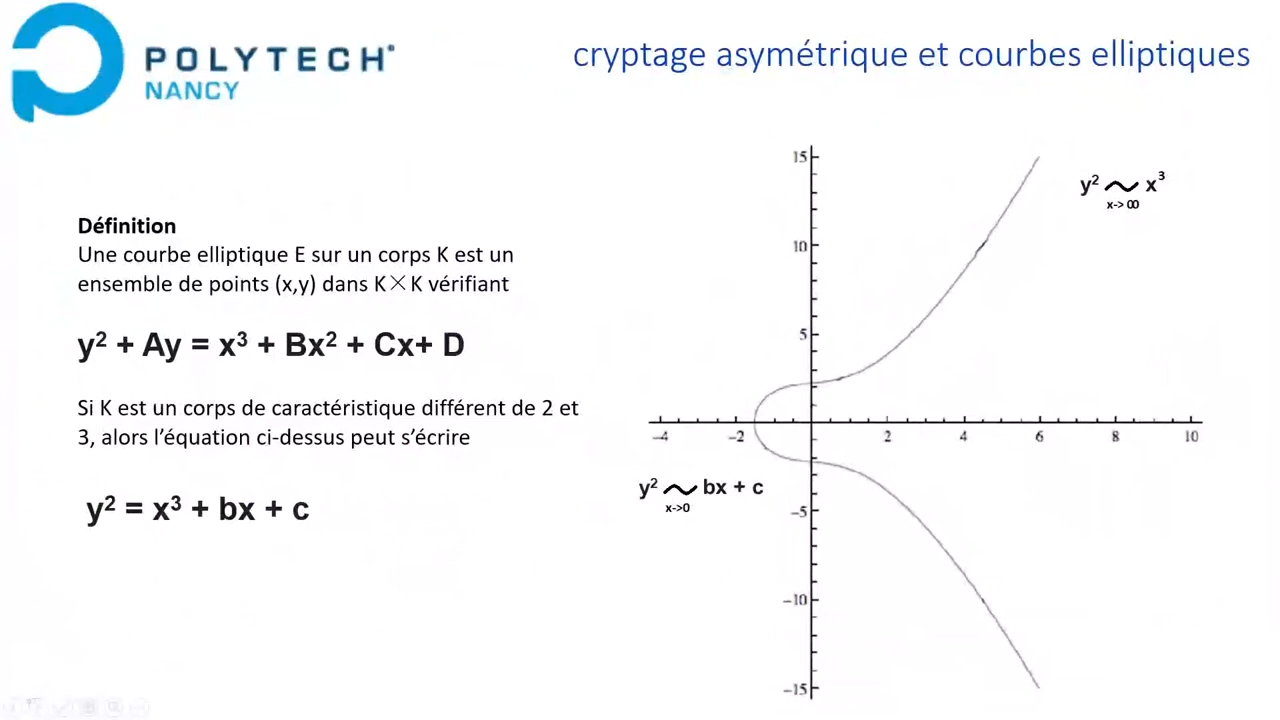 POLYTECH
NANCY
cryptage asymétrique et courbes elliptiques
Définition
Une courbe elliptique E sur un corps K est un
ensemble de points (x,y) dans K×K vérifiant
y² + Ay = x³ + Bx² + Cx+ D
Si K est un corps de caractéristique différent de 2 et
3, alors l’équation ci-dessus peut s’écrire
y² = x³ + bx + c
y² ~ x³
x-> ∞
y² ~ bx + c
x->0
15
10
5
-4 -2 2 4 6 8 10
-5
-10
-15